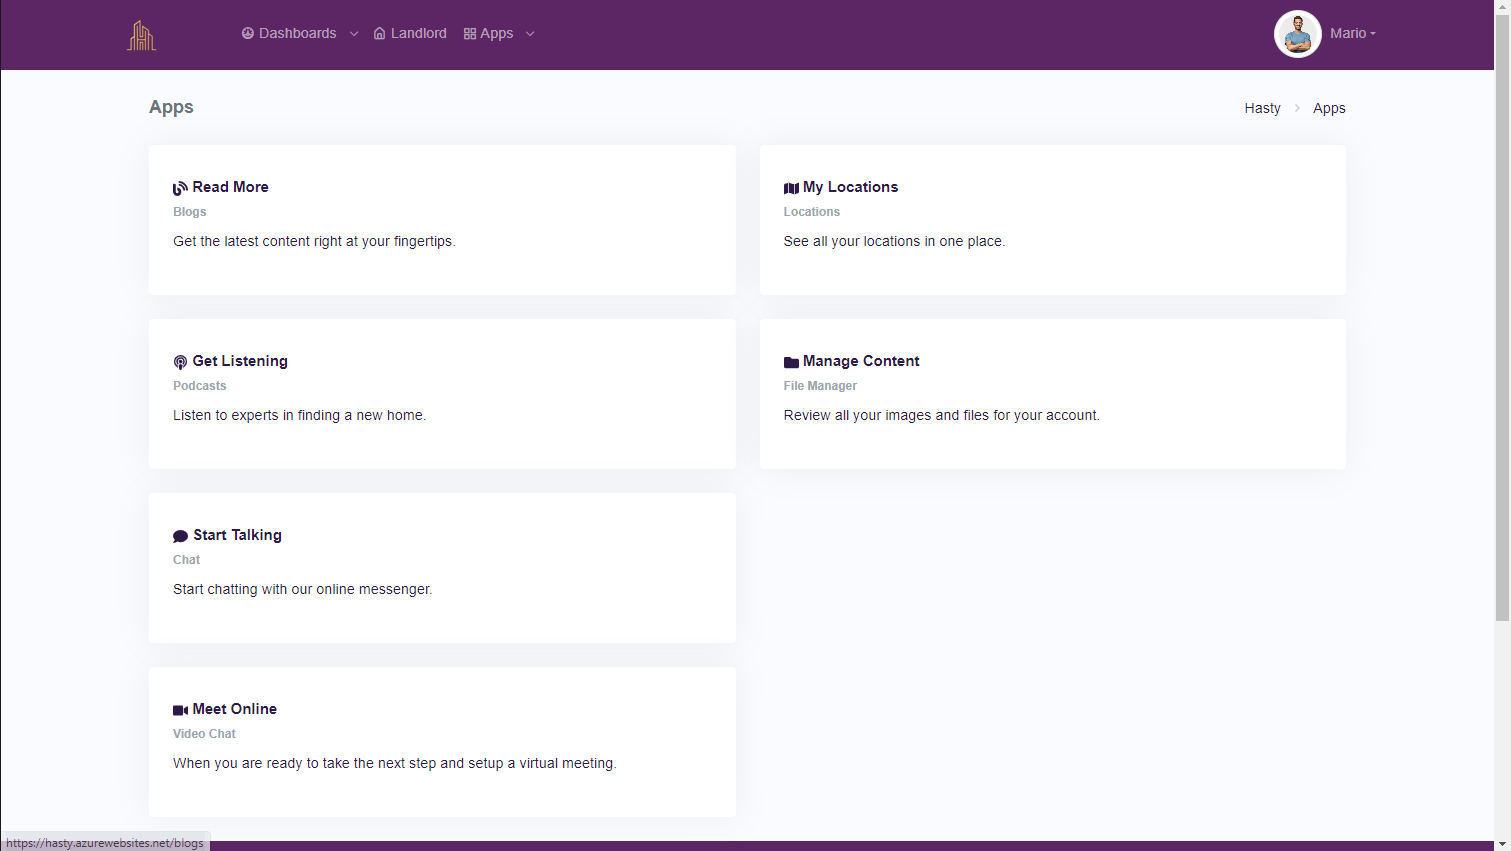 Dashboards
Landlord
Apps
Mario
Apps
Hasty
Apps
Read More
Blogs
Get the latest content right at your fingertips.
My Locations
Locations
See all your locations in one place.
Get Listening
Podcasts
Listen to experts in finding a new home.
Manage Content
File Manager
Review all your images and files for your account.
Start Talking
Chat
Start chatting with our online messenger.
Meet Online
Video Chat
When you are ready to take the next step and setup a virtual meeting.
https://hasty.azurewebsites.net/blogs